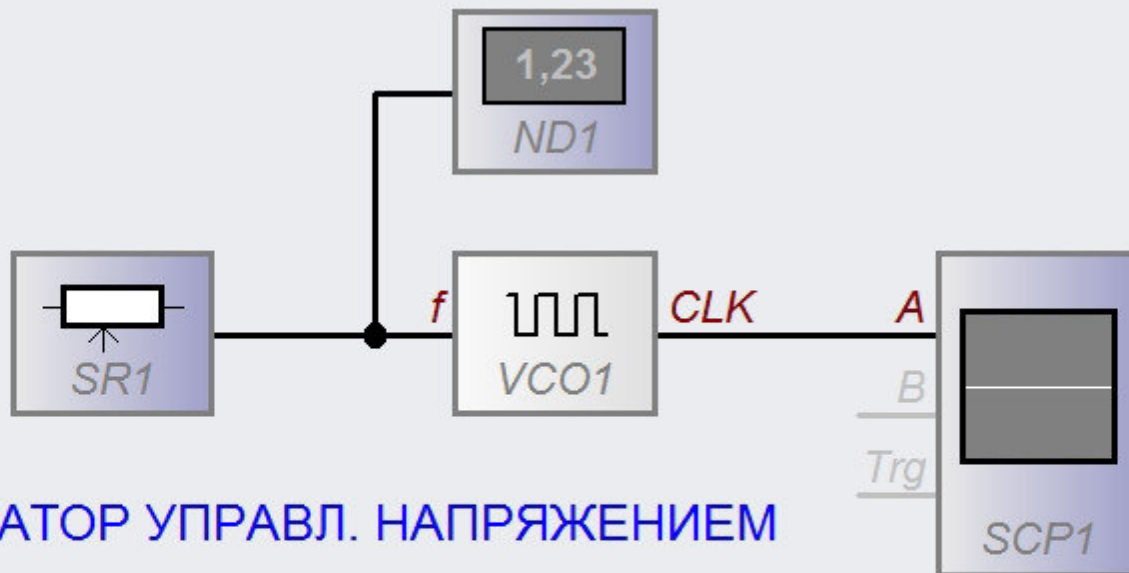 1,23
ND1
SR1
f
VCO1
CLK
A
B
Trg
SCP1
АТОР УПРАВЛ. НАПРЯЖЕНИЕМ